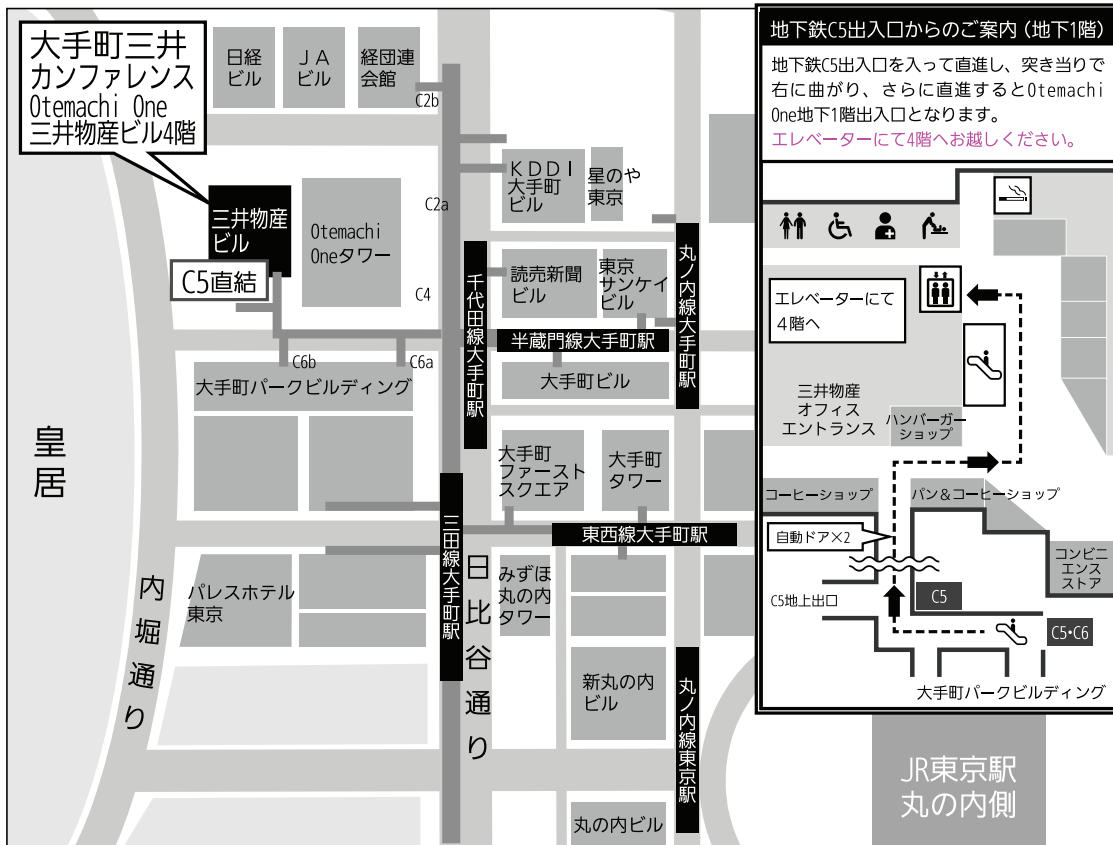 大手町三井
カンファレンス
Otemachi One
三井物産ビル4階
日経
ビル
ＪＡ
ビル
経団連
会館
C2b
ＫＤＤＩ
大手町
ビル
星のや
東京
C2a
三井物産
ビル
Otemachi
Oneタワー
C5直結
C4
読売新聞
ビル
東京
サンケイ
ビル
千代田線大手町駅
丸ノ内線大手町駅
半蔵門線大手町駅
C6b
C6a
大手町パークビルディング
大手町ビル
皇居
大手町
ファースト
スクエア
大手町
タワー
三田線大手町駅
東西線大手町駅
内堀通り
パレスホテル
東京
日比谷通り
みずほ
丸の内
タワー
新丸の内
ビル
丸ノ内線東京駅
丸の内ビル
JR東京駅
丸の内側
地下鉄C5出入口からのご案内（地下1階）
地下鉄C5出入口を入って直進し、突き当りで
右に曲がり、さらに直進するとOtemachi
One地下1階出入口となります。
エレベーターにて4階へお越しください。
エレベーターにて
4階へ
三井物産
オフィス
エントランス
ハンバーガー
ショップ
コーヒーショップ
パン&コーヒーショップ
自動ドア×2
コンビニ
エンス
ストア
C5地上出口
C5
C5•C6
大手町パークビルディング